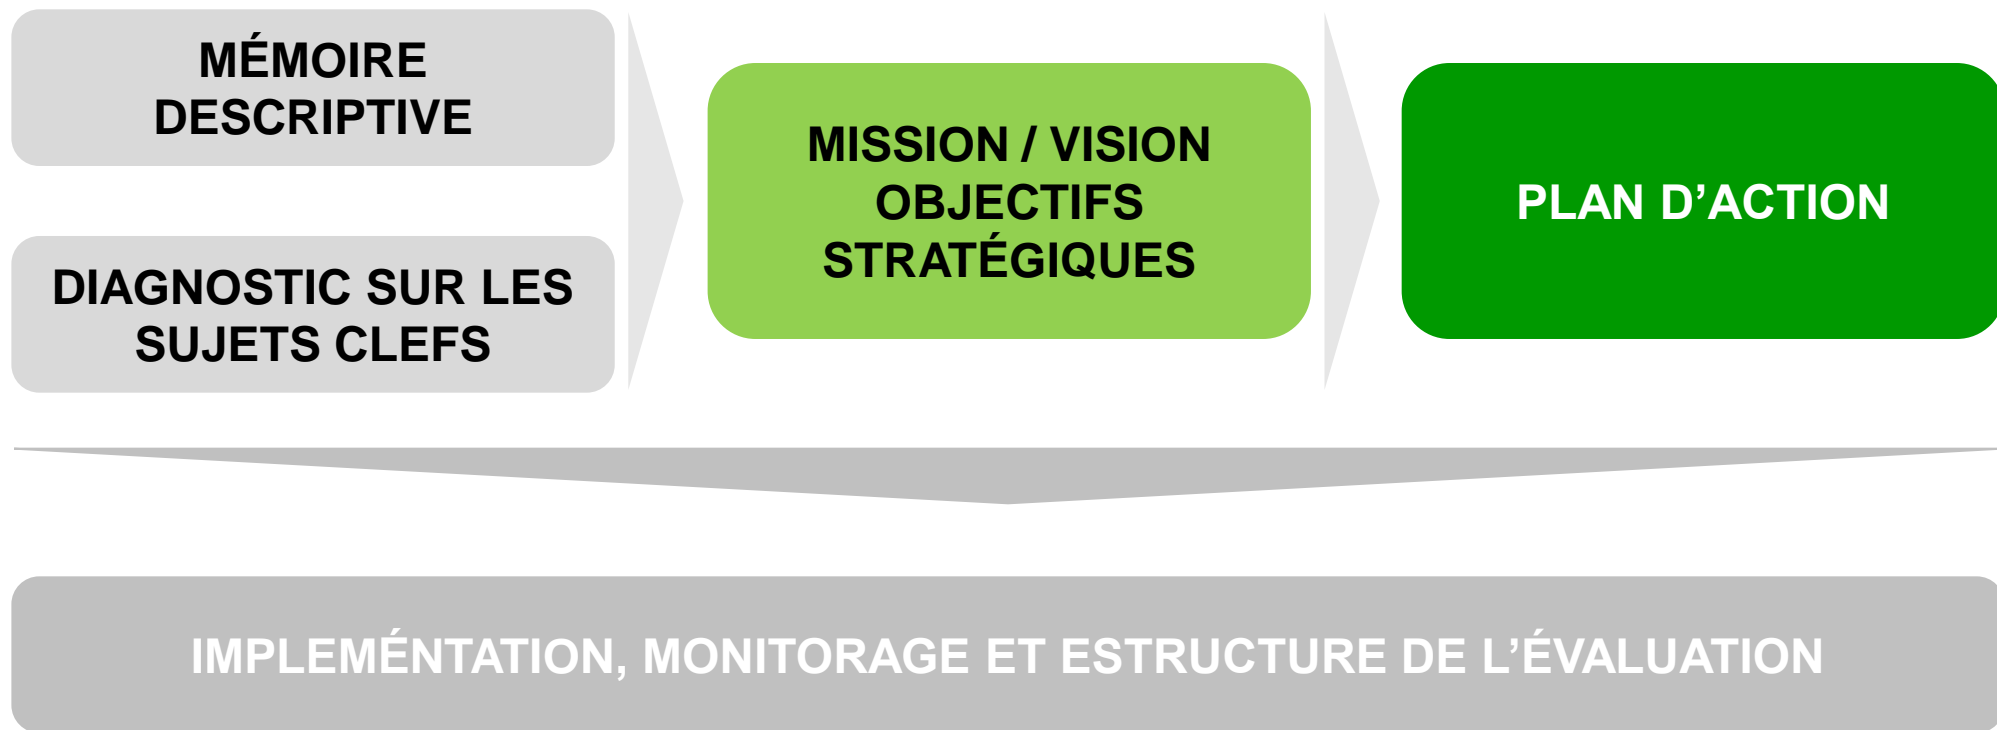 MÉMOIRE
DESCRIPTIVE
DIAGNOSTIC SUR LES
SUJETS CLEFS
MISSION / VISION
OBJECTIFS
STRATÉGIQUES
PLAN D’ACTION
IMPLEMÉNTATION, MONITORAGE ET ESTRUCTURE DE L’ÉVALUATION